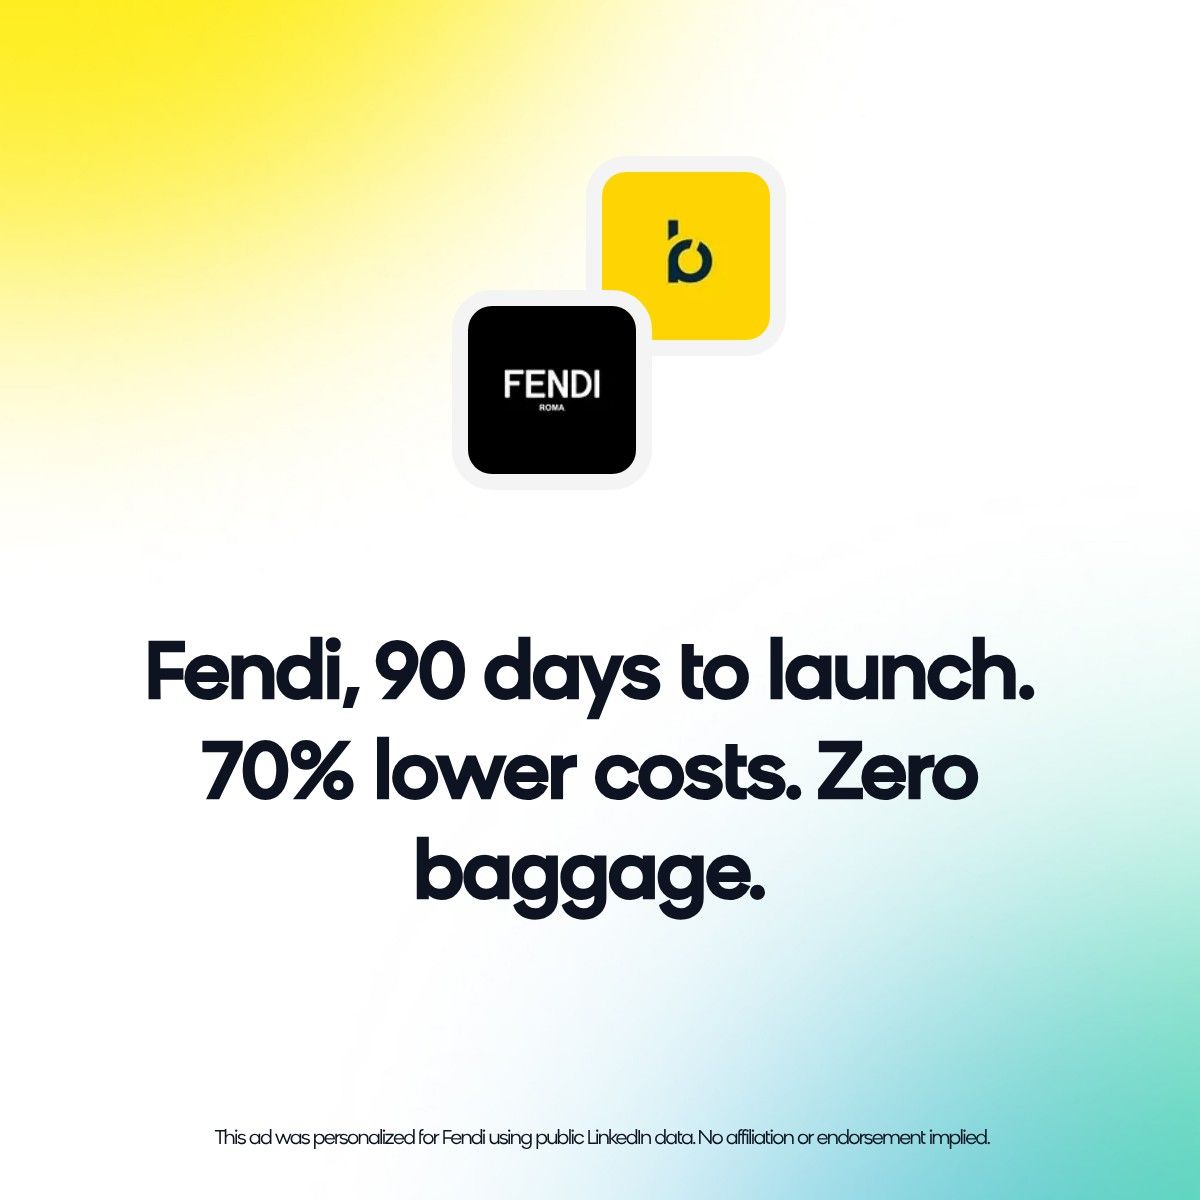 b
FENDI
ROMA
Fendi, 90 days to launch.
70% lower costs. Zero
baggage.
This ad was personalized for Fendi using public LinkedIn data. No affiliation or endorsement implied.